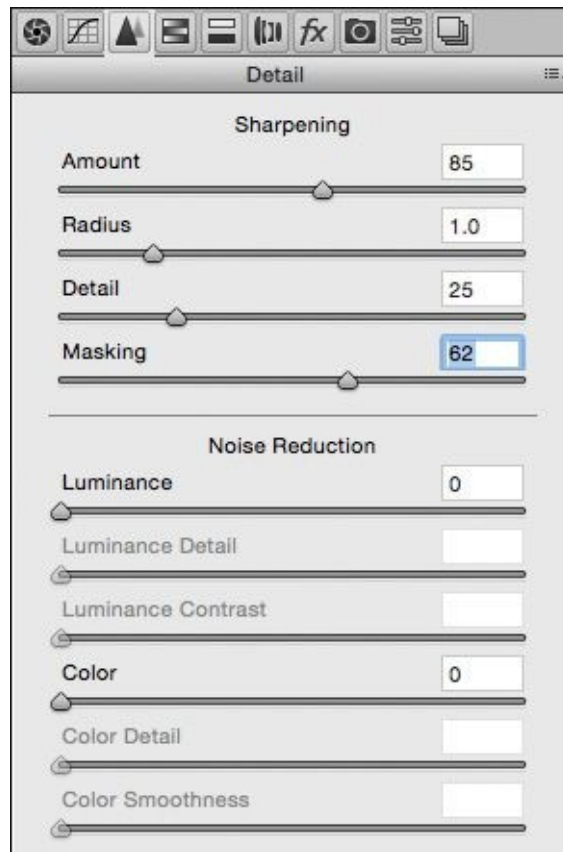 fx
Detail
Sharpening
Amount 85
Radius 1.0
Detail 25
Masking 62
Noise Reduction
Luminance 0
Luminance Detail
Luminance Contrast
Color 0
Color Detail
Color Smoothness